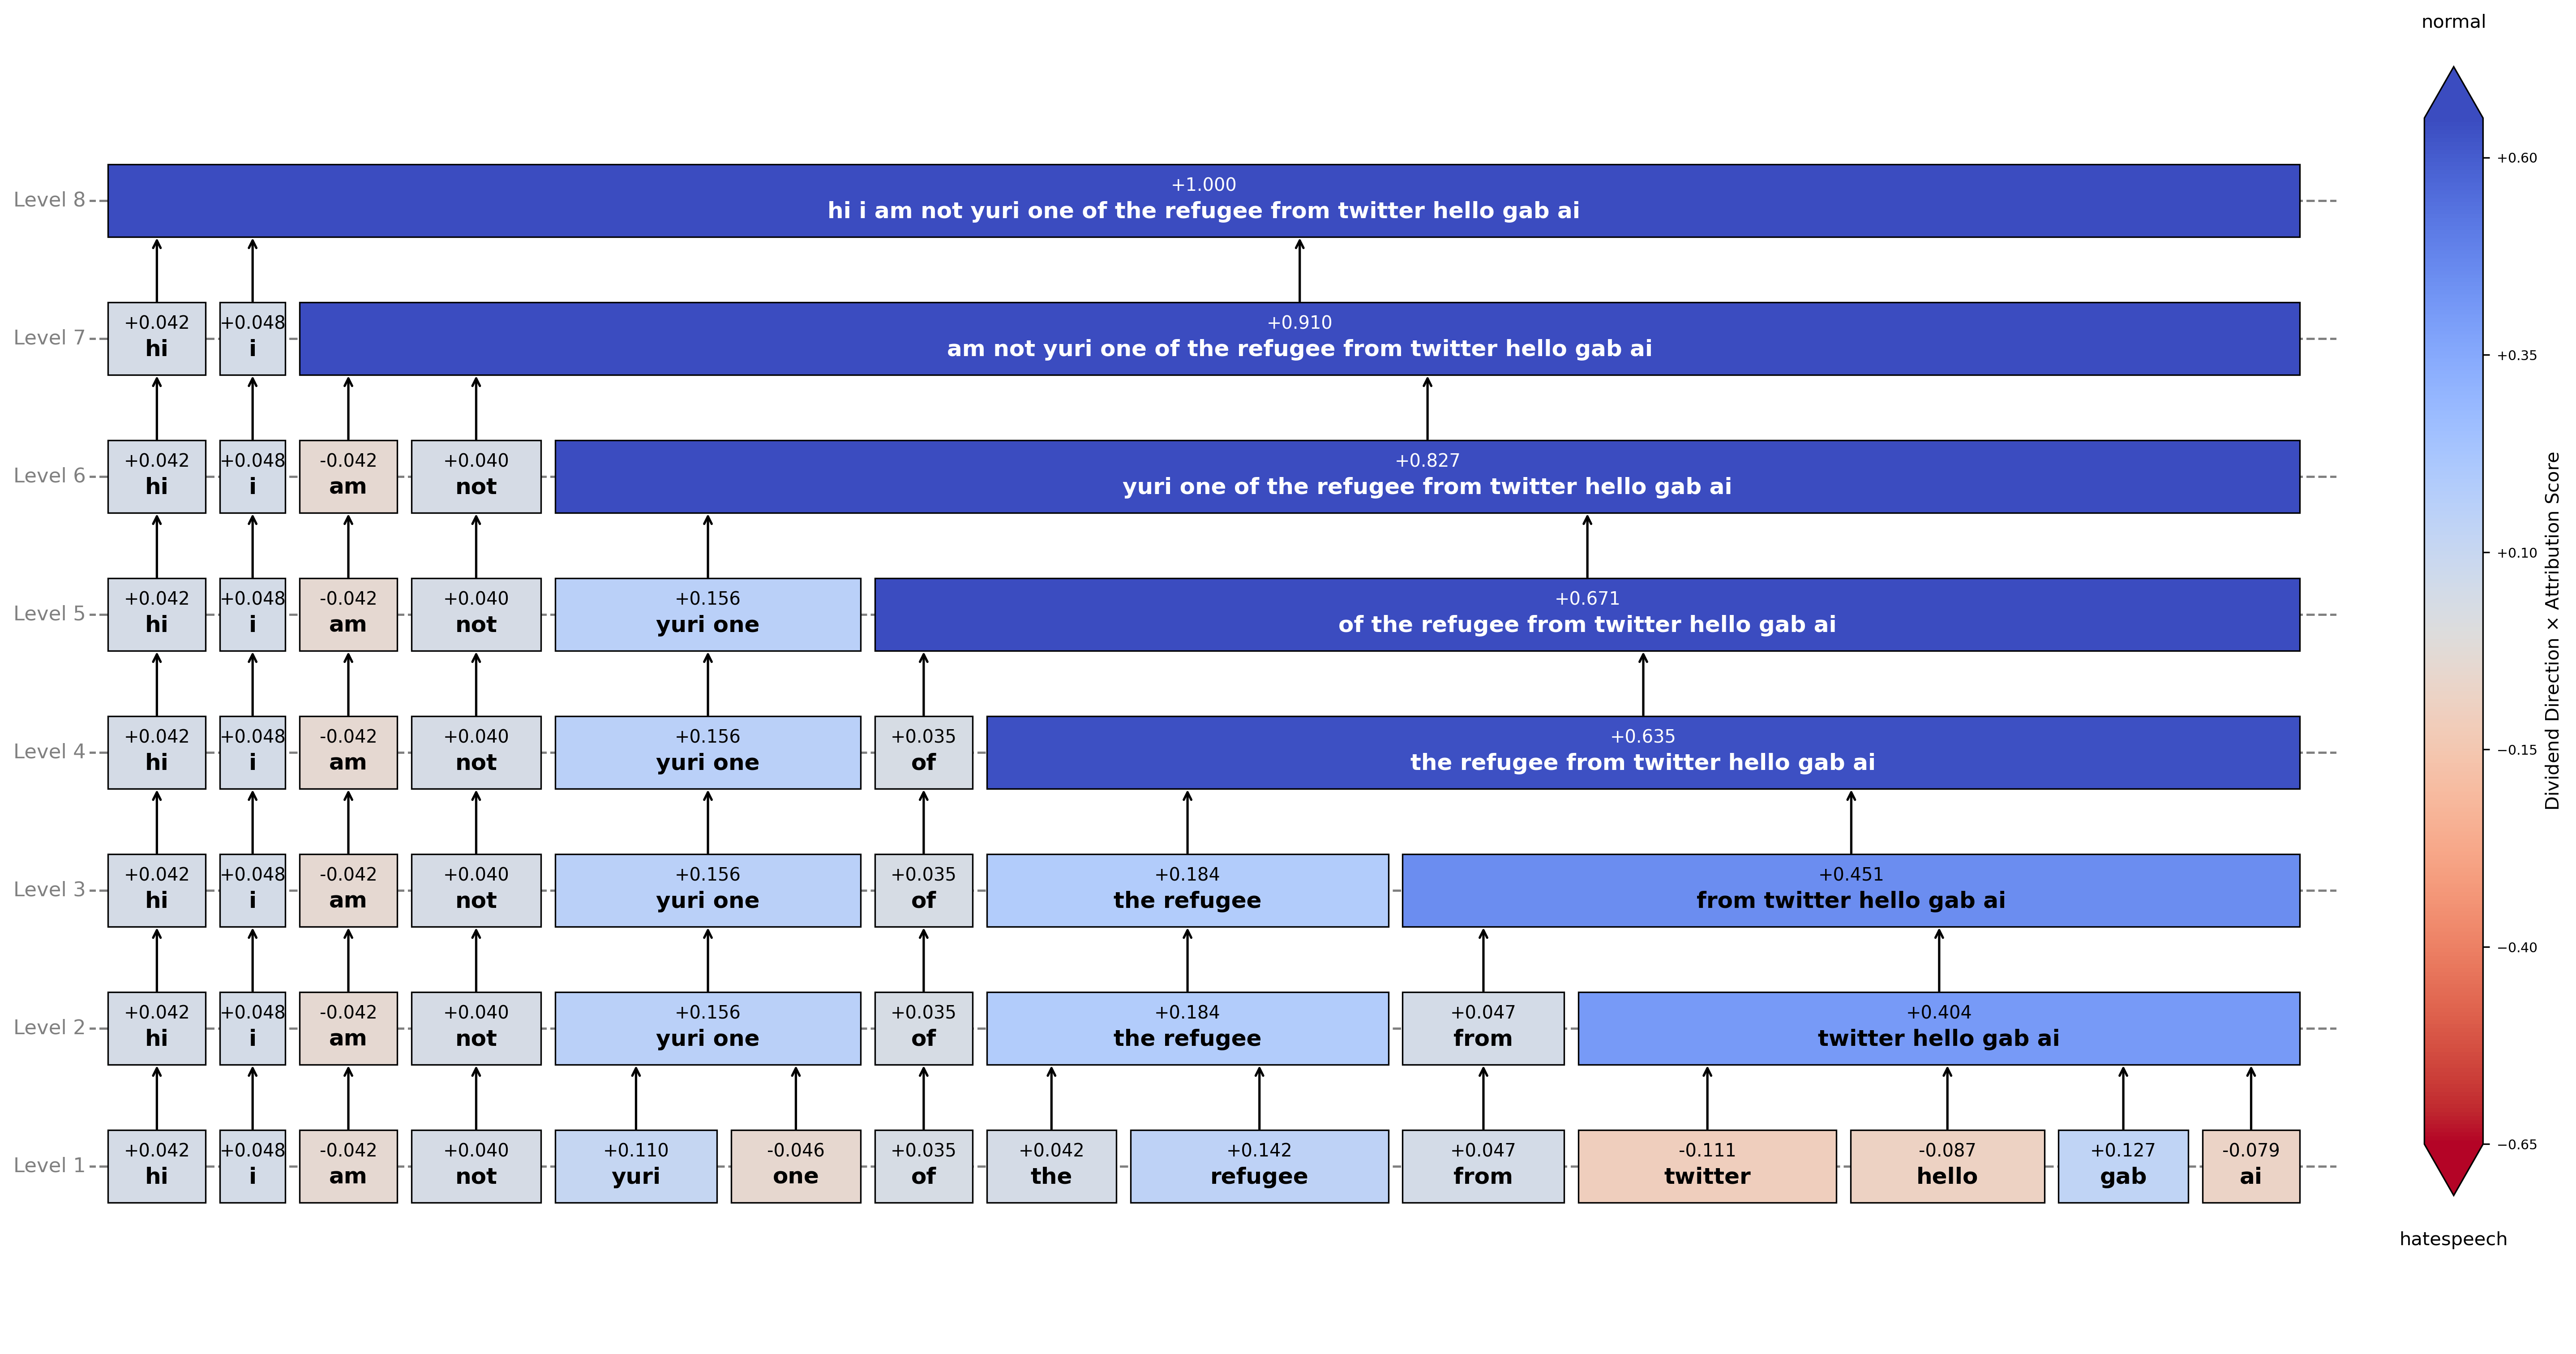 normal
Level 8
+1.000
hi i am not yuri one of the refugee from twitter hello gab ai
Level 7
+0.042 +0.048 +0.910
hi i am not yuri one of the refugee from twitter hello gab ai
Level 6
+0.042 +0.048 -0.042 +0.040 +0.827
hi i am not yuri one of the refugee from twitter hello gab ai
Level 5
+0.042 +0.048 -0.042 +0.040 +0.156 +0.671
hi i am not yuri one of the refugee from twitter hello gab ai
Level 4
+0.042 +0.048 -0.042 +0.040 +0.156 +0.035 +0.635
hi i am not yuri one of the refugee from twitter hello gab ai
Level 3
+0.042 +0.048 -0.042 +0.040 +0.156 +0.035 +0.184 +0.451
hi i am not yuri one of the refugee from twitter hello gab ai
Level 2
+0.042 +0.048 -0.042 +0.040 +0.156 +0.035 +0.184 +0.047 +0.404
hi i am not yuri one of the refugee from twitter hello gab ai
Level 1
+0.042 +0.048 -0.042 +0.040 +0.110 -0.046 +0.035 +0.042 +0.142 +0.047 -0.111 -0.087 +0.127 -0.079
hi i am not yuri one of the refugee from twitter hello gab ai
+0.60
+0.35
+0.10
−0.15
−0.40
−0.65
Dividend Direction × Attribution Score
hatespeech